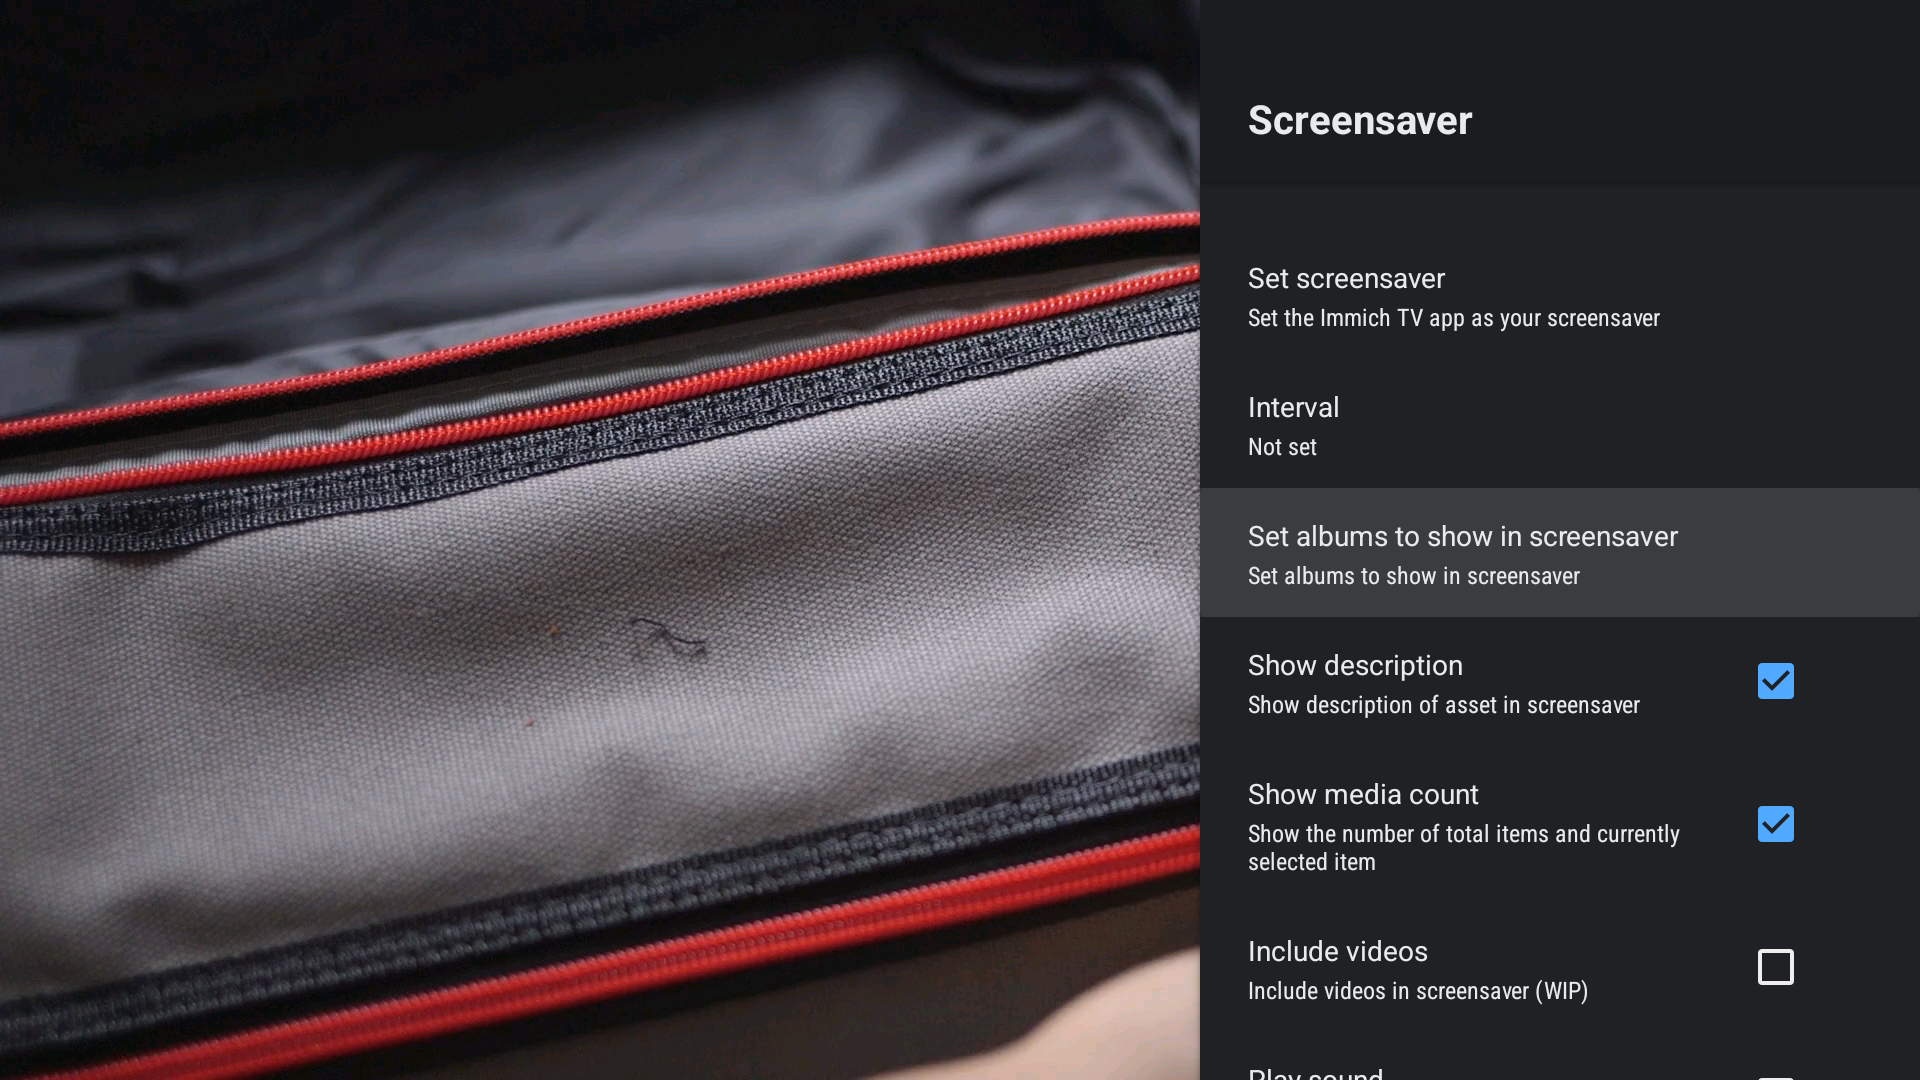 Screensaver
Set screensaver
Set the Immich TV app as your screensaver
Interval
Not set
Set albums to show in screensaver
Set albums to show in screensaver
Show description
Show description of asset in screensaver
Show media count
Show the number of total items and currently
selected item
Include videos
Include videos in screensaver (WIP)
Play sound